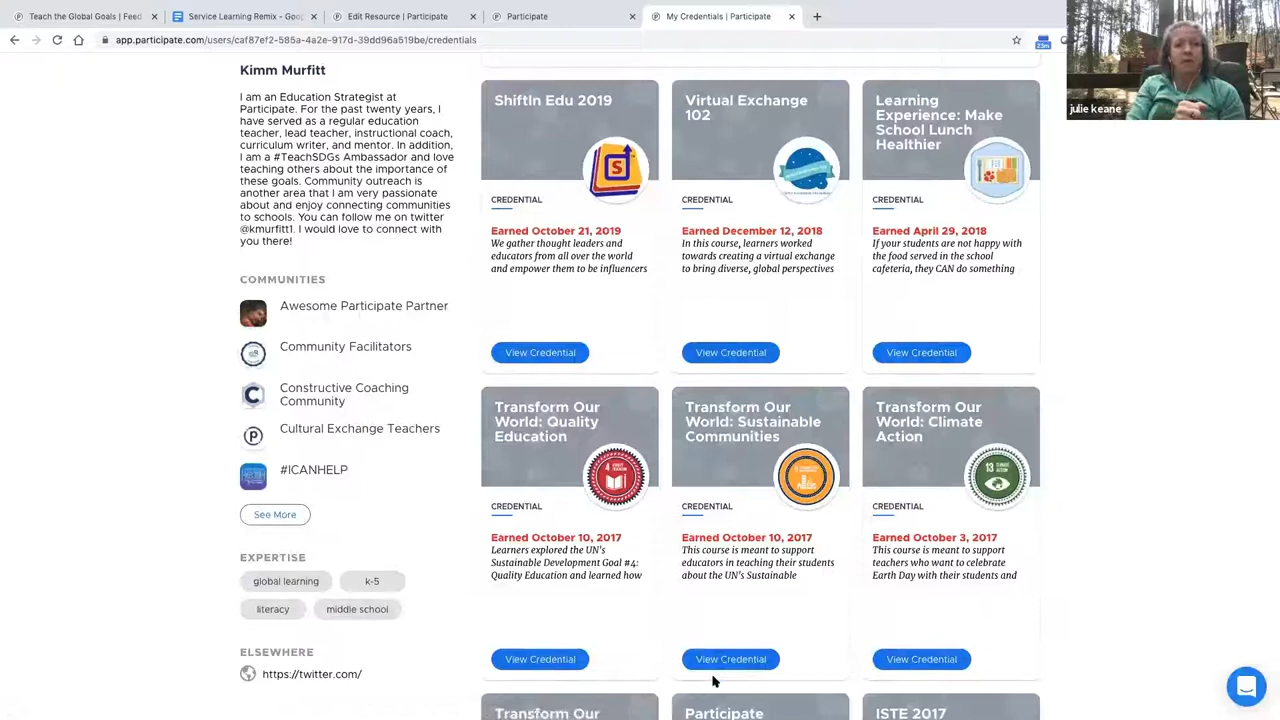 Teach the Global Goals | Feed
Service Learning Remix - Goo
Edit Resource | Participate
Participate
My Credentials | Participate
app.participate.com/users/caf87ef2-585a-4a2e-917d-39dd96a519be/credentials
23m
julie keane
Kimm Murfitt
I am an Education Strategist at
Participate. For the past twenty years, I
have served as a regular education
teacher, lead teacher, instructional coach,
curriculum writer, and mentor. In addition,
I am a #TeachSDGs Ambassador and love
teaching others about the importance of
these goals. Community outreach is
another area that I am very passionate
about and enjoy connecting communities
to schools. You can follow me on twitter
@kmurfitt1. I would love to connect with
you there!
COMMUNITIES
Awesome Participate Partner
Community Facilitators
Constructive Coaching
Community
Cultural Exchange Teachers
#ICANHELP
See More
EXPERTISE
global learning
k-5
literacy
middle school
ELSEWHERE
https://twitter.com/
ShiftIn Edu 2019
S
CREDENTIAL
Earned October 21, 2019
We gather thought leaders and
educators from all over the world
and empower them to be influencers
View Credential
Virtual Exchange
102
CREDENTIAL
Earned December 12, 2018
In this course, learners worked
towards creating a virtual exchange
to bring diverse, global perspectives
View Credential
Learning
Experience: Make
School Lunch
Healthier
CREDENTIAL
Earned April 29, 2018
If your students are not happy with
the food served in the school
cafeteria, they CAN do something
View Credential
Transform Our
World: Quality
Education
4
CREDENTIAL
Earned October 10, 2017
Learners explored the UN's
Sustainable Development Goal #4:
Quality Education and learned how
View Credential
Transform Our
World: Sustainable
Communities
CREDENTIAL
Earned October 10, 2017
This course is meant to support
educators in teaching their students
about the UN's Sustainable
View Credential
Transform Our
World: Climate
Action
13 CLIMATE ACTION
CREDENTIAL
Earned October 3, 2017
This course is meant to support
teachers who want to celebrate
Earth Day with their students and
View Credential
Transform Our
Participate
ISTE 2017